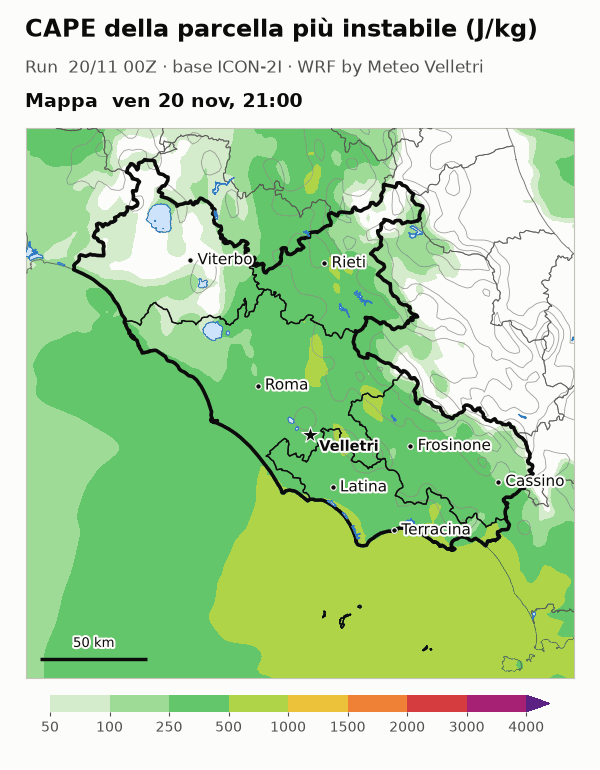 CAPE della parcella più instabile (J/kg)
Run  20/11 00Z · base ICON-2I · WRF by Meteo Velletri
Mappa  ven 20 nov, 21:00
Viterbo
Rieti
Roma
Velletri
Frosinone
Latina
Cassino
Terracina
50 km
50 100 250 500 1000 1500 2000 3000 4000